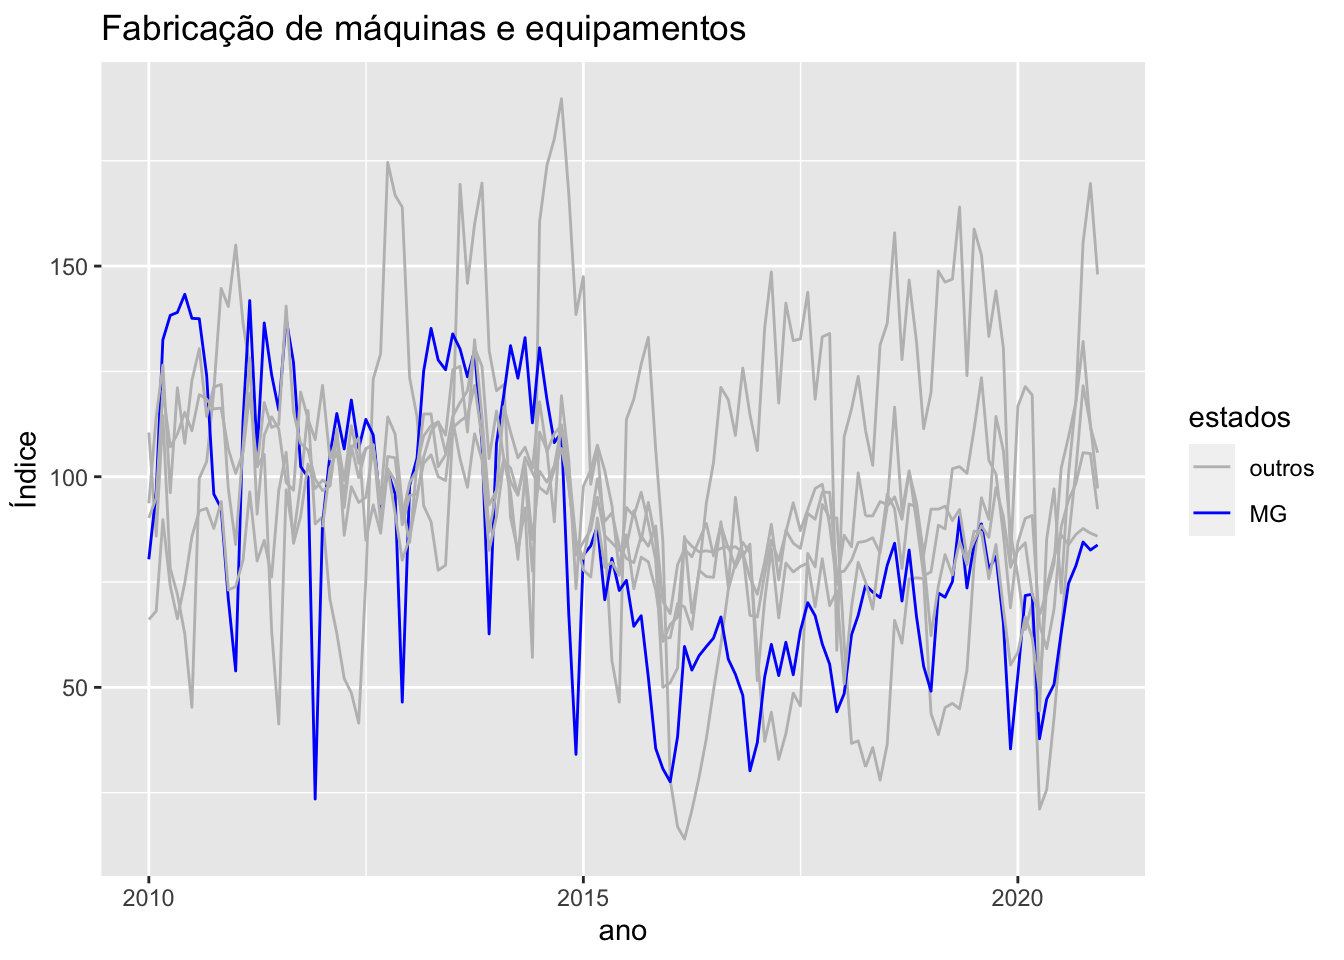 Fabricação de máquinas e equipamentos
150
100
50
Índice
2010
2015
2020
ano
estados
outros
MG